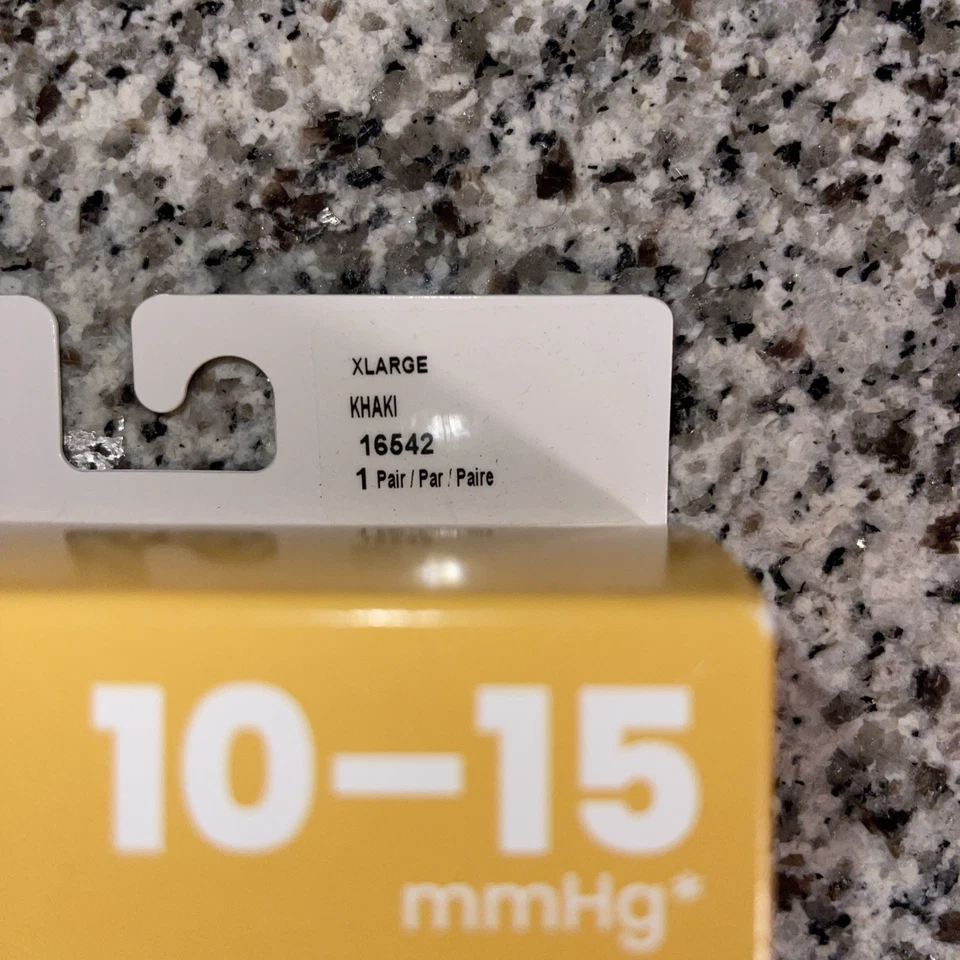 XLARGE
KHAKI
16542
1 Pair / Par / Paire
10–15
mmHg*